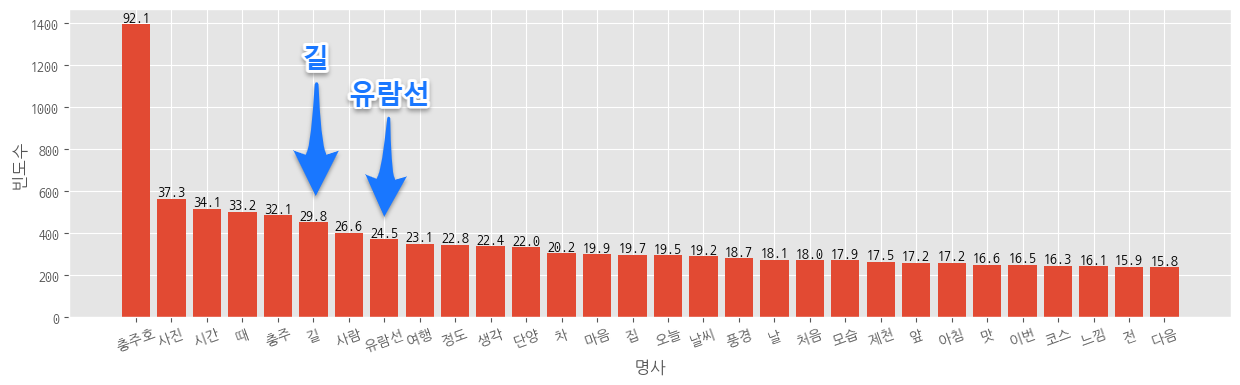 92.1
1400
길
1200
유람선
1000
빈도수
800
600
37.3 34.1 33.2 32.1 29.8 26.6 24.5 23.1 22.8 22.4 22.0 20.2 19.9 19.7 19.5 19.2 18.7 18.1 18.0 17.9 17.5 17.2 17.2 16.6 16.5 16.3 16.1 15.9 15.8
400
200
0
충주호 사진 시간 때 충주 길 사람 유람선 여행 정도 생각 단양 차 마음 집 오늘 날씨 풍경 날 처음 모습 제천 앞 아침 맛 이번 코스 느낌 전 다음
명사